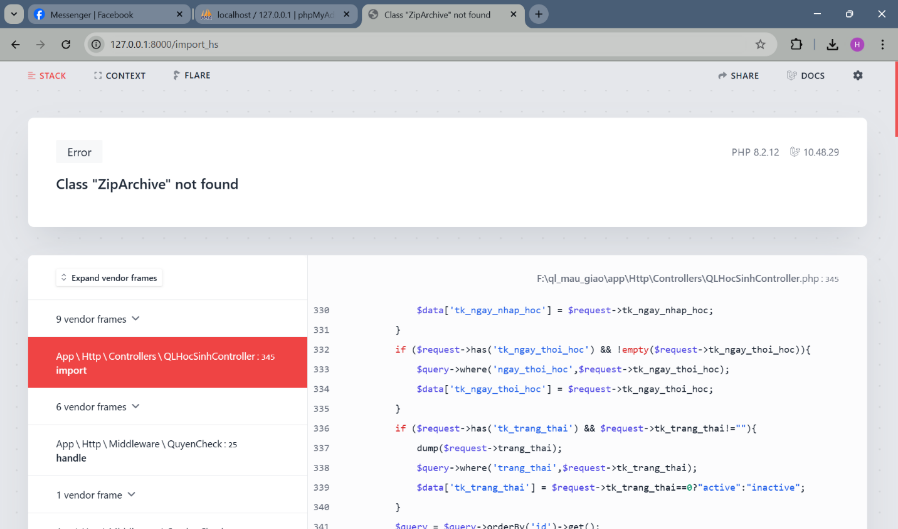 Messenger | Facebook
localhost / 127.0.0.1 | phpMyAd
Class "ZipArchive" not found
127.0.0.1:8000/import_hs
H
STACK
CONTEXT
FLARE
SHARE
DOCS
Error
PHP 8.2.12
10.48.29
Class "ZipArchive" not found
Expand vendor frames
9 vendor frames
App \ Http \ Controllers \ QLHocSinhController : 345
import
6 vendor frames
App \ Http \ Middleware \ QuyenCheck : 25
handle
1 vendor frame
F:\ql_mau_giao\app\Http\Controllers\QLHocSinhController.php : 345
330 $data['tk_ngay_nhap_hoc'] = $request->tk_ngay_nhap_hoc;
331 }
332 if ($request->has('tk_ngay_thoi_hoc') && !empty($request->tk_ngay_thoi_hoc)){
333 $query->where('ngay_thoi_hoc',$request->tk_ngay_thoi_hoc);
334 $data['tk_ngay_thoi_hoc'] = $request->tk_ngay_thoi_hoc;
335 }
336 if ($request->has('tk_trang_thai') && $request->tk_trang_thai!=""){
337 dump($request->trang_thai);
338 $query->where('trang_thai',$request->tk_trang_thai);
339 $data['tk_trang_thai'] = $request->tk_trang_thai==0?"active":"inactive";
340 }
341 $query = $query->orderBy('id')->get();